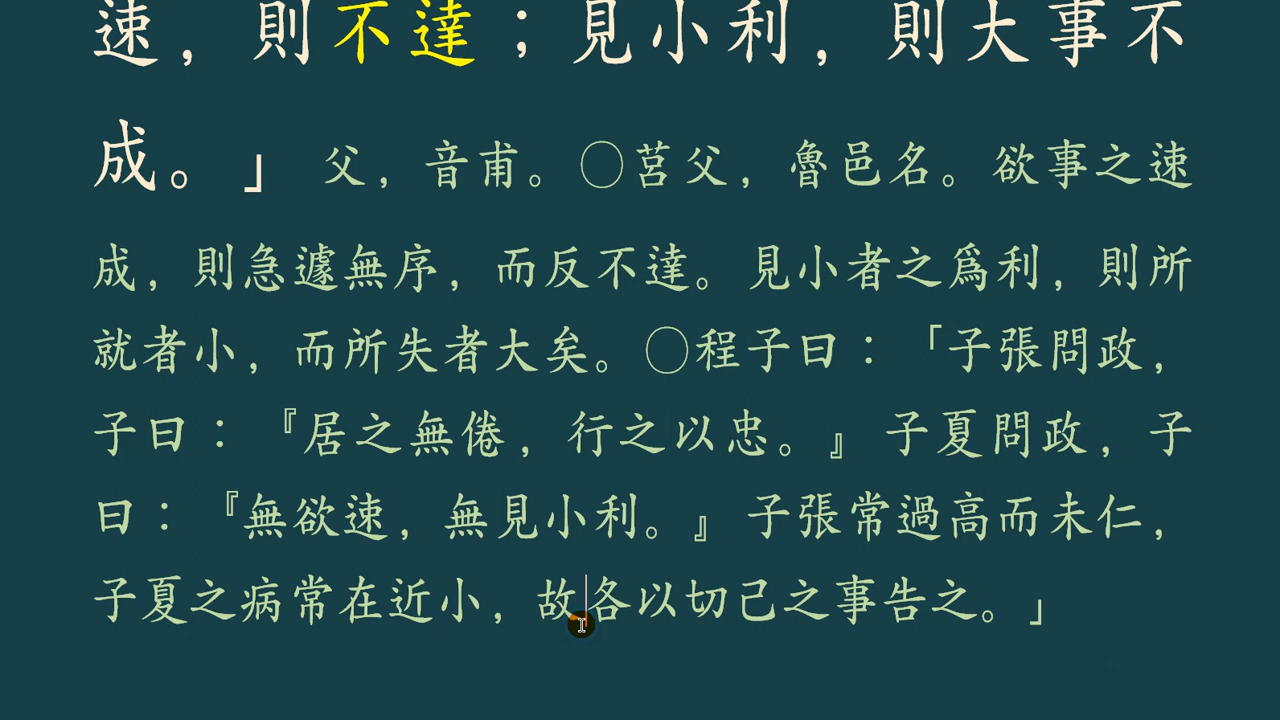 速，則不達；見小利，則大事不
成。」父，音甫。〇莒父，魯邑名。欲事之速
成，則急遽無序，而反不達。見小者之爲利，則所
就者小，而所失者大矣。〇程子曰：「子張問政，
子曰：『居之無倦，行之以忠。』子夏問政，子
曰：『無欲速，無見小利。』子張常過高而未仁，
子夏之病常在近小，故各以切己之事告之。」